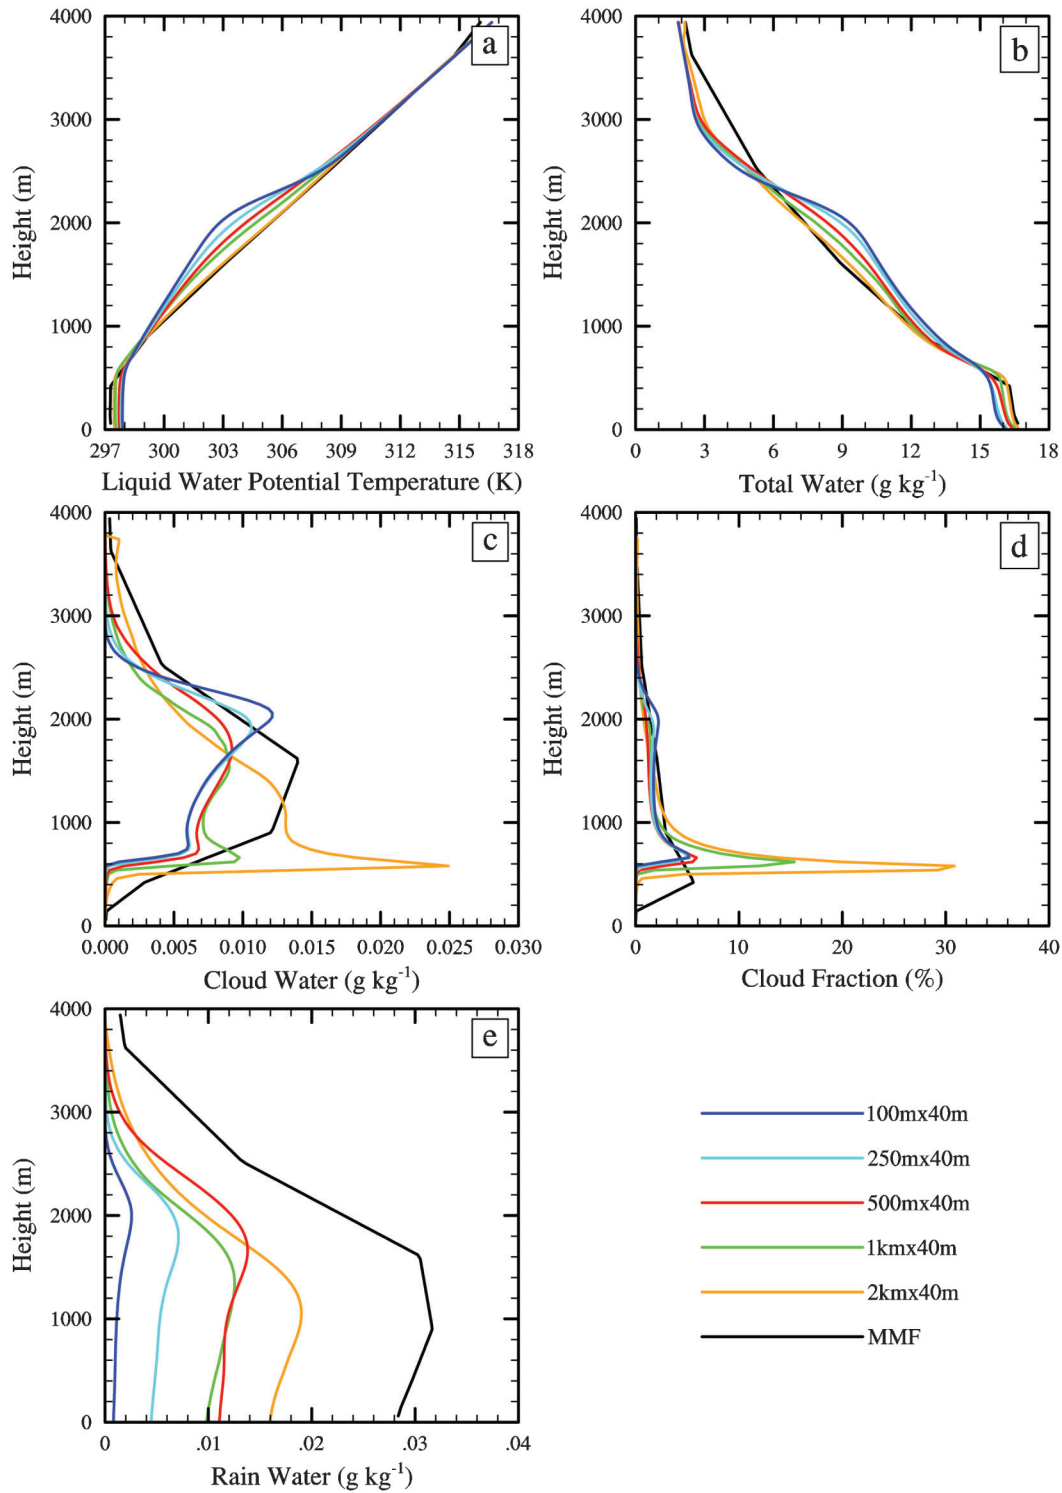 4000
3000
2000
1000
0
Height (m)
a
297 300 303 306 309 312 315 318
Liquid Water Potential Temperature (K)
4000
3000
2000
1000
0
Height (m)
b
0 3 6 9 12 15 18
Total Water (g kg-1)
4000
3000
2000
1000
0
Height (m)
c
0.000 0.005 0.010 0.015 0.020 0.025 0.030
Cloud Water (g kg-1)
4000
3000
2000
1000
0
Height (m)
d
0 10 20 30 40
Cloud Fraction (%)
4000
3000
2000
1000
0
Height (m)
e
0 .01 .02 .03 .04
Rain Water (g kg-1)
100mx40m
250mx40m
500mx40m
1kmx40m
2kmx40m
MMF